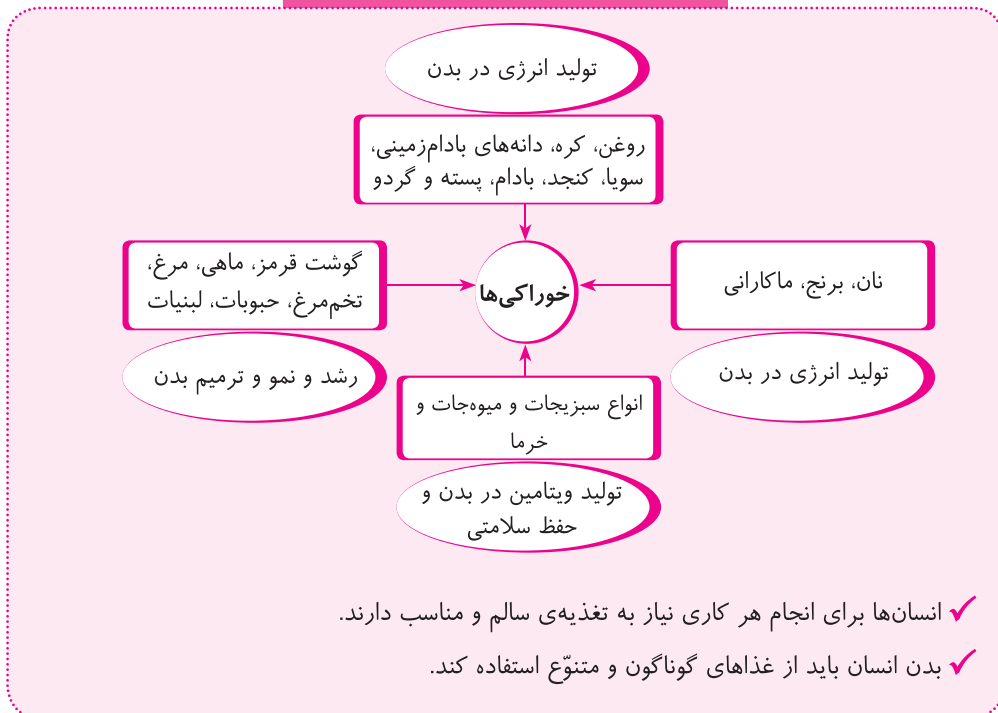 تولید انرژی در بدن
روغن، کره، دانه‌های بادام‌زمینی،
سویا، کنجد، بادام، پسته و گردو
گوشت قرمز، ماهی، مرغ،
تخم‌مرغ، حبوبات، لبنیات
رشد و نمو و ترمیم بدن
خوراکی‌ها
نان، برنج، ماکارانی
تولید انرژی در بدن
انواع سبزیجات و میوه‌جات و
خرما
تولید ویتامین در بدن و
حفظ سلامتی
✓ انسان‌ها برای انجام هر کاری نیاز به تغذیه‌ی سالم و مناسب دارند.
✓ بدن انسان باید از غذاهای گوناگون و متنوّع استفاده کند.